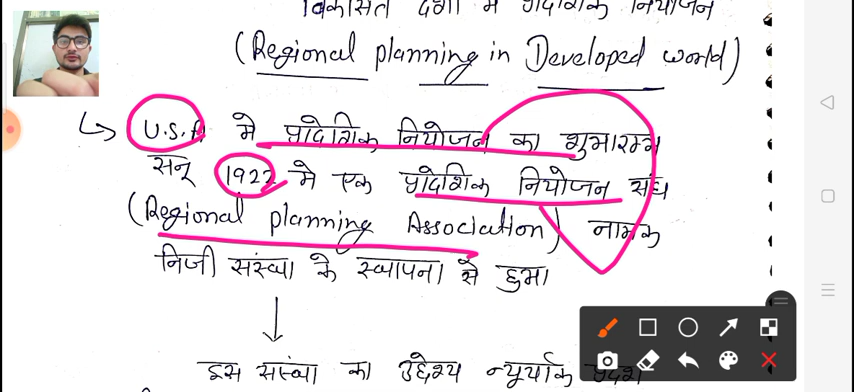 विकसित देशों में प्रादेशिक नियोजन
(Regional planning in Developed world)
↳ U.S.A में प्रादेशिक नियोजन का शुभारम्भ
सन् 1922 में एक प्रादेशिक नियोजन संघ
(Regional planning Association) नामक
निजी संस्था के स्थापना से हुआ
↓
इस संस्था का उद्देश्य न्यूयार्क प्रदेश